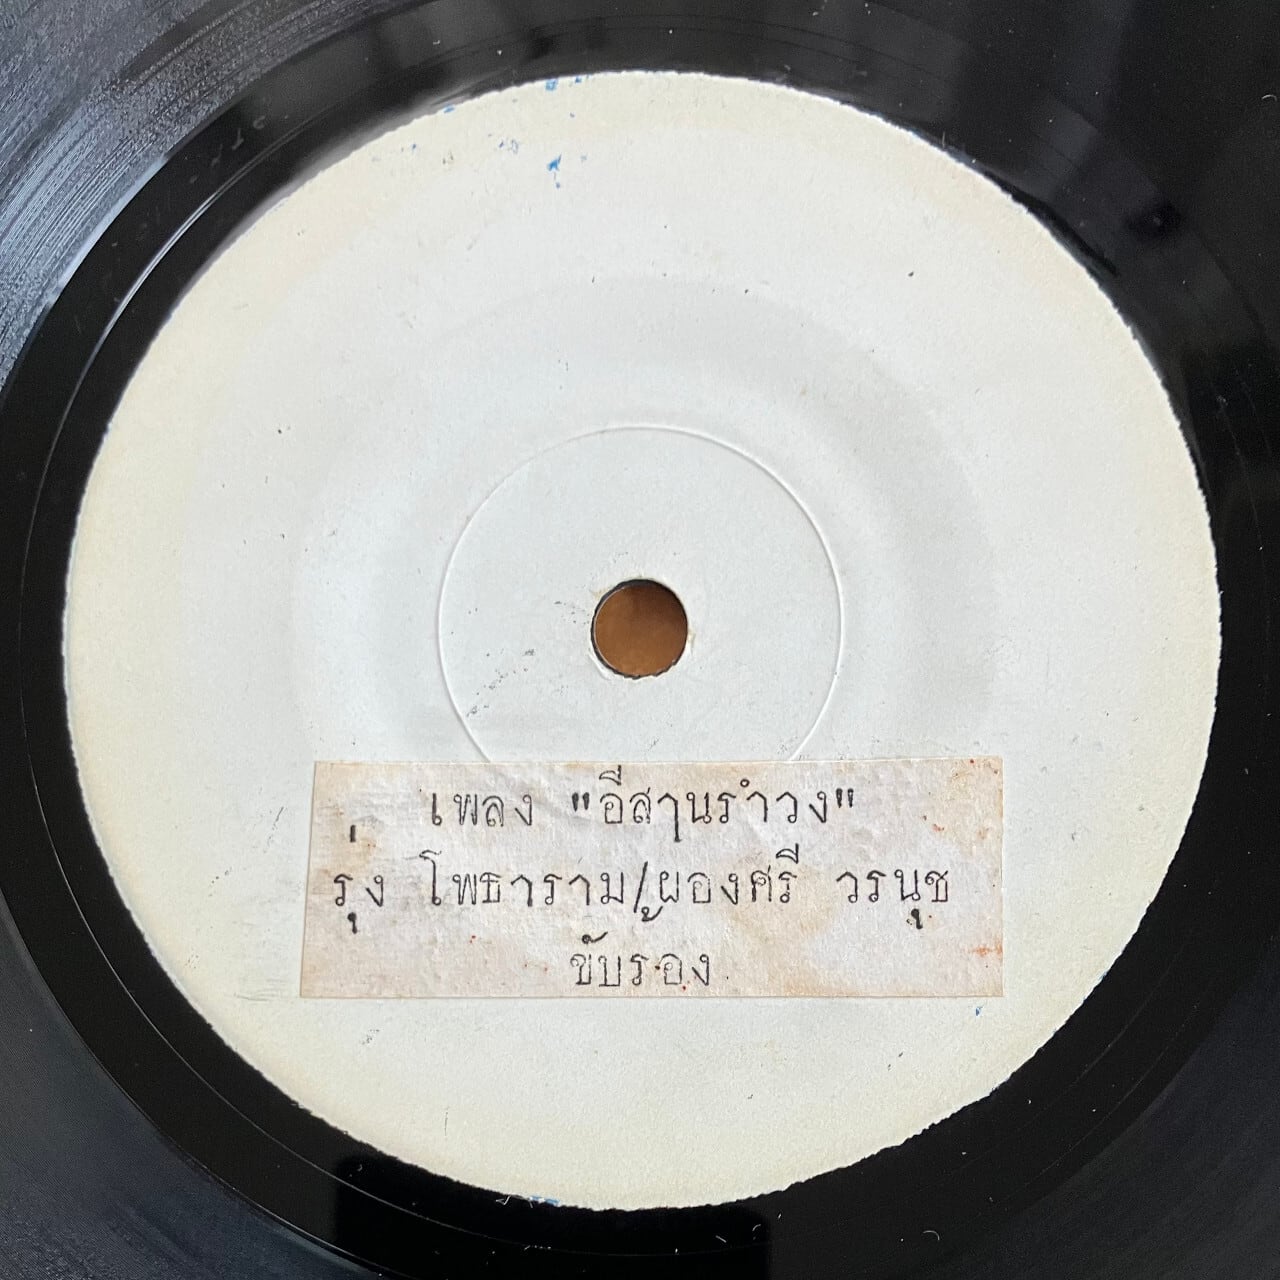 เพลง "อีสานรำวง"
รุ่ง โพธาราม/ผูองศรี วรนุช
ขับรอง